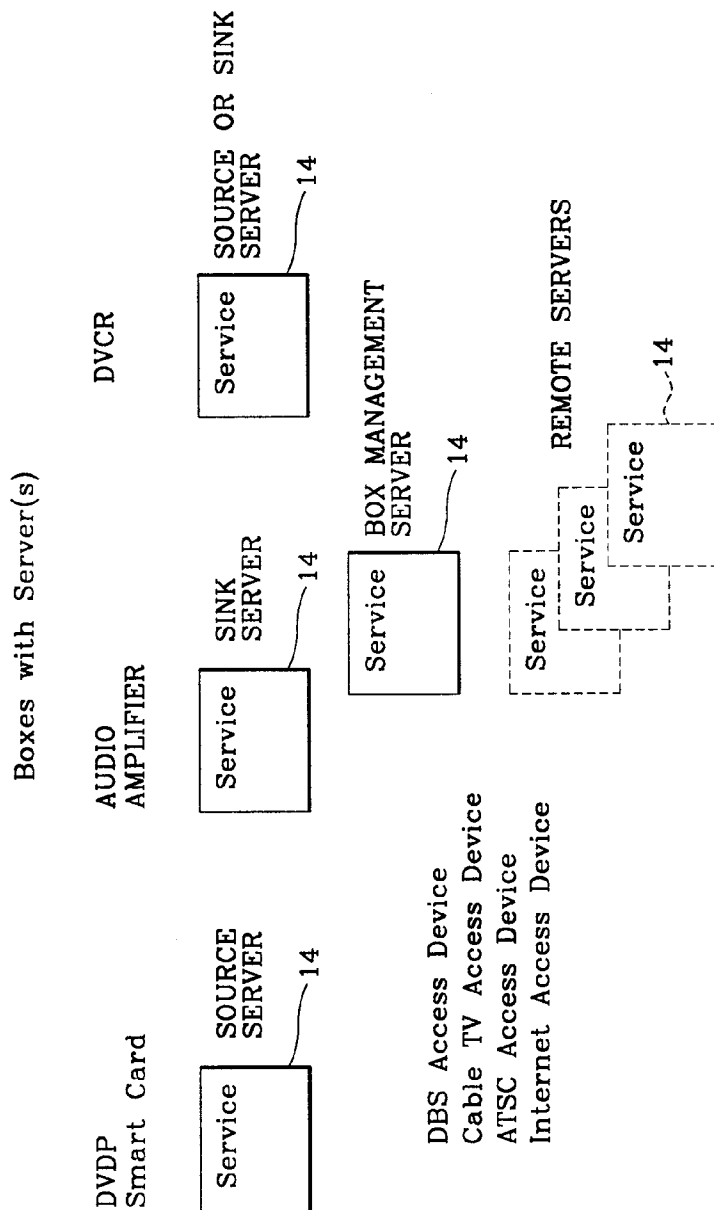 Boxes with Server(s)
DVDP
Smart Card
Service
SOURCE
SERVER
14
AUDIO
AMPLIFIER
Service
SINK
SERVER
14
DVCR
Service
SOURCE OR SINK
SERVER
14
DBS Access Device
Cable TV Access Device
ATSC Access Device
Internet Access Device
Service
BOX MANAGEMENT
SERVER
14
Service
Service
Service
REMOTE SERVERS
14